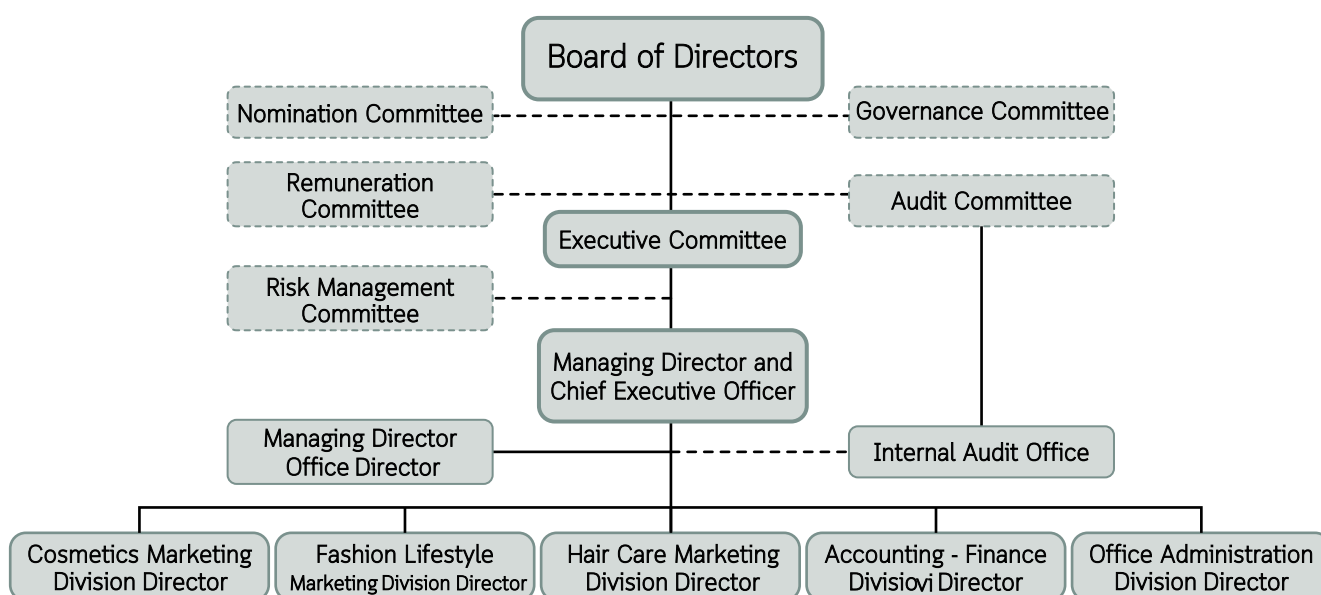 Board of Directors
Nomination Committee
Governance Committee
Remuneration
Committee
Audit Committee
Executive Committee
Risk Management
Committee
Managing Director and
Chief Executive Officer
Managing Director
Office Director
Internal Audit Office
Cosmetics Marketing
Division Director
Fashion Lifestyle
Marketing Division Director
Hair Care Marketing
Division Director
Accounting - Finance
Divisiovi Director
Office Administration
Division Director